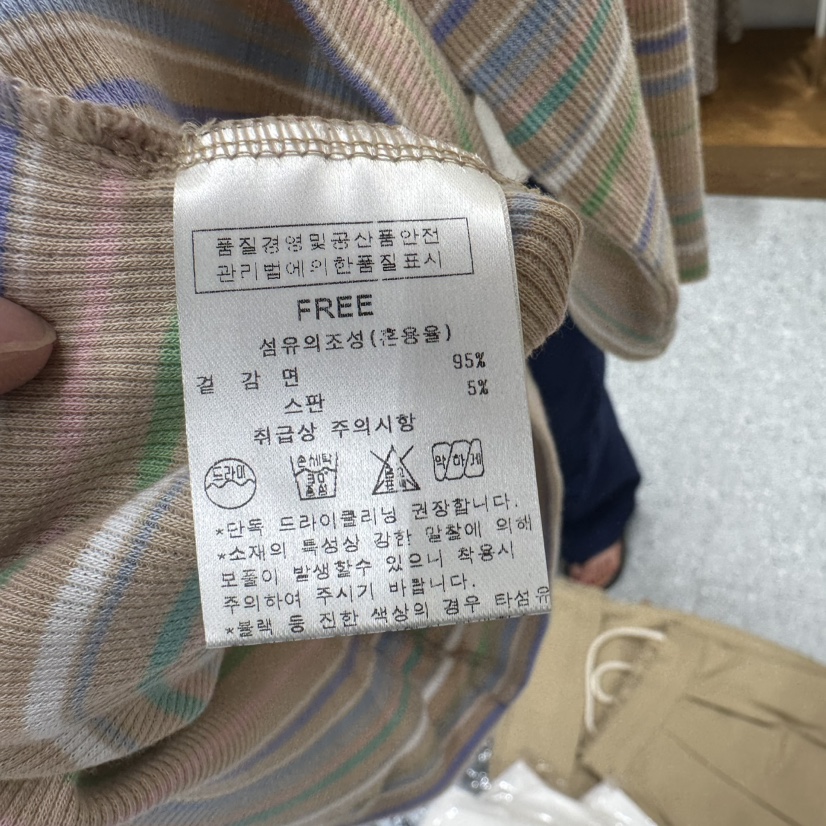 품질경영및공산품안전
관리법에의한품질표시
FREE
섬유의조성(혼용율)
겉 감 면 95%
스판 5%
취급상 주의시항
드라이
손세탁
약하게
*단독 드라이클리닝 권장합니다.
*소재의 특성상 강한 마찰에 의해
보풀이 발생할수 있으니 착용시
주의하여 주시기 바랍니다.
*블랙 등 진한 색상의 경우 타섬유